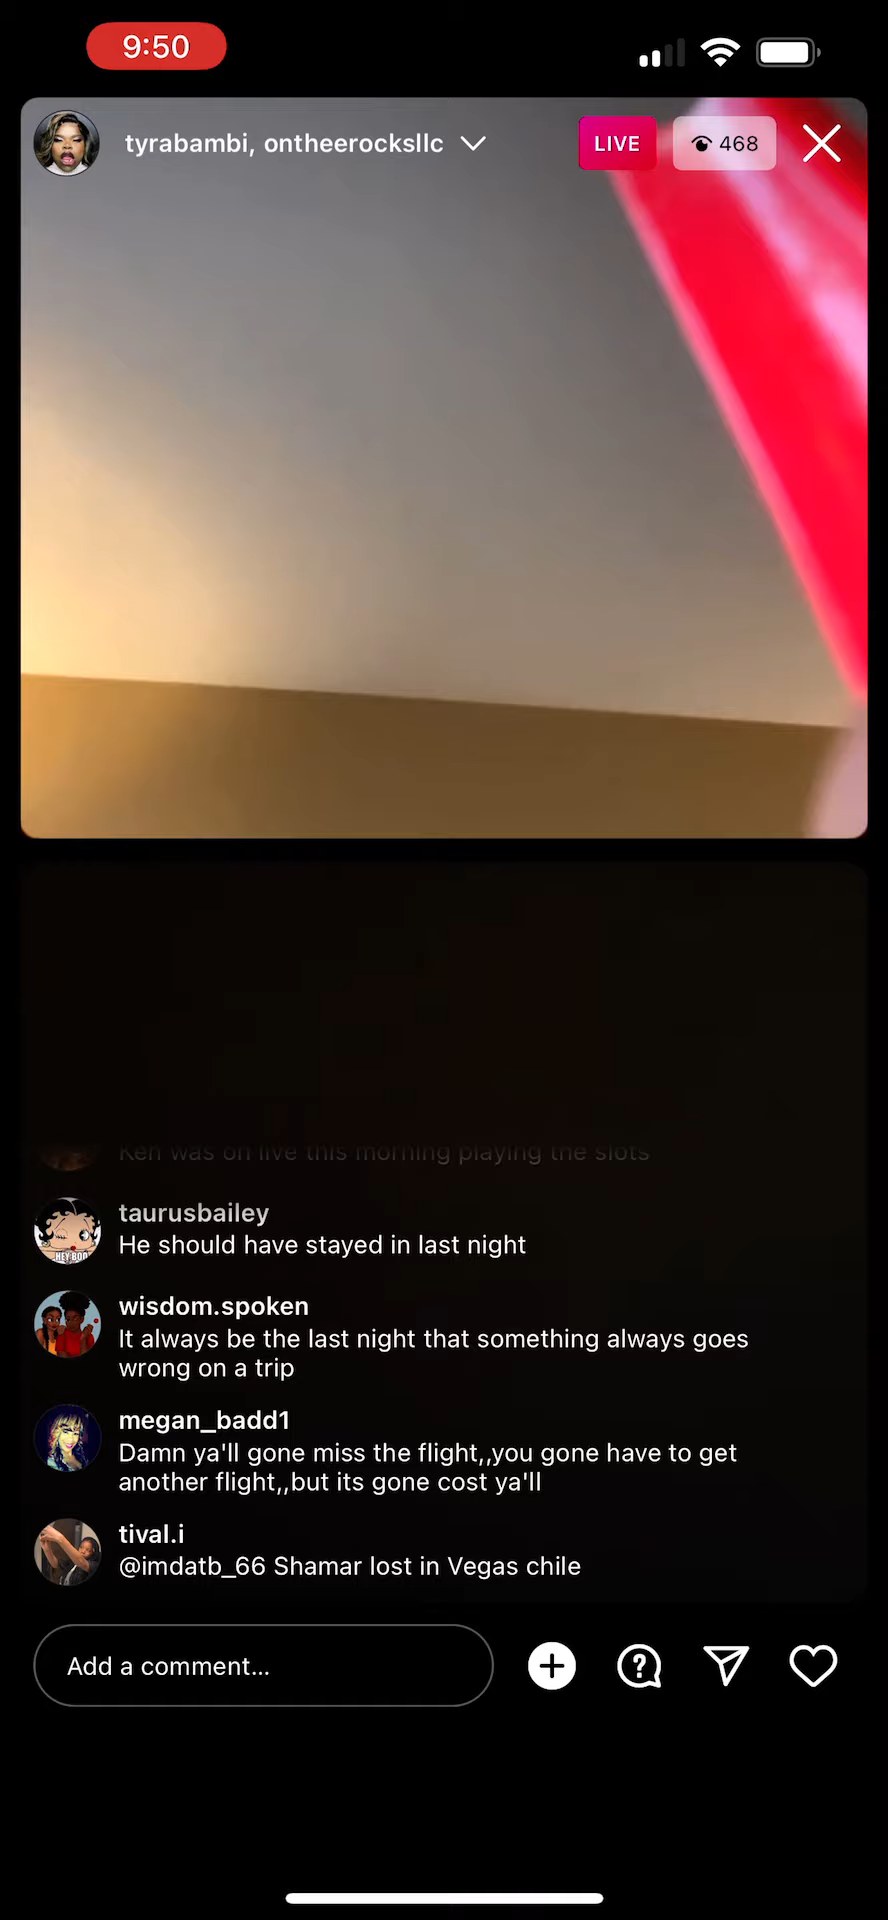 9:50
tyrabambi, ontheerocksllc
LIVE
468
Ken was on live this morning playing the slots
taurusbailey
He should have stayed in last night
HEY BOO
wisdom.spoken
It always be the last night that something always goes
wrong on a trip
megan_badd1
Damn ya'll gone miss the flight,,you gone have to get
another flight,,but its gone cost ya'll
tival.i
@imdatb_66 Shamar lost in Vegas chile
Add a comment...